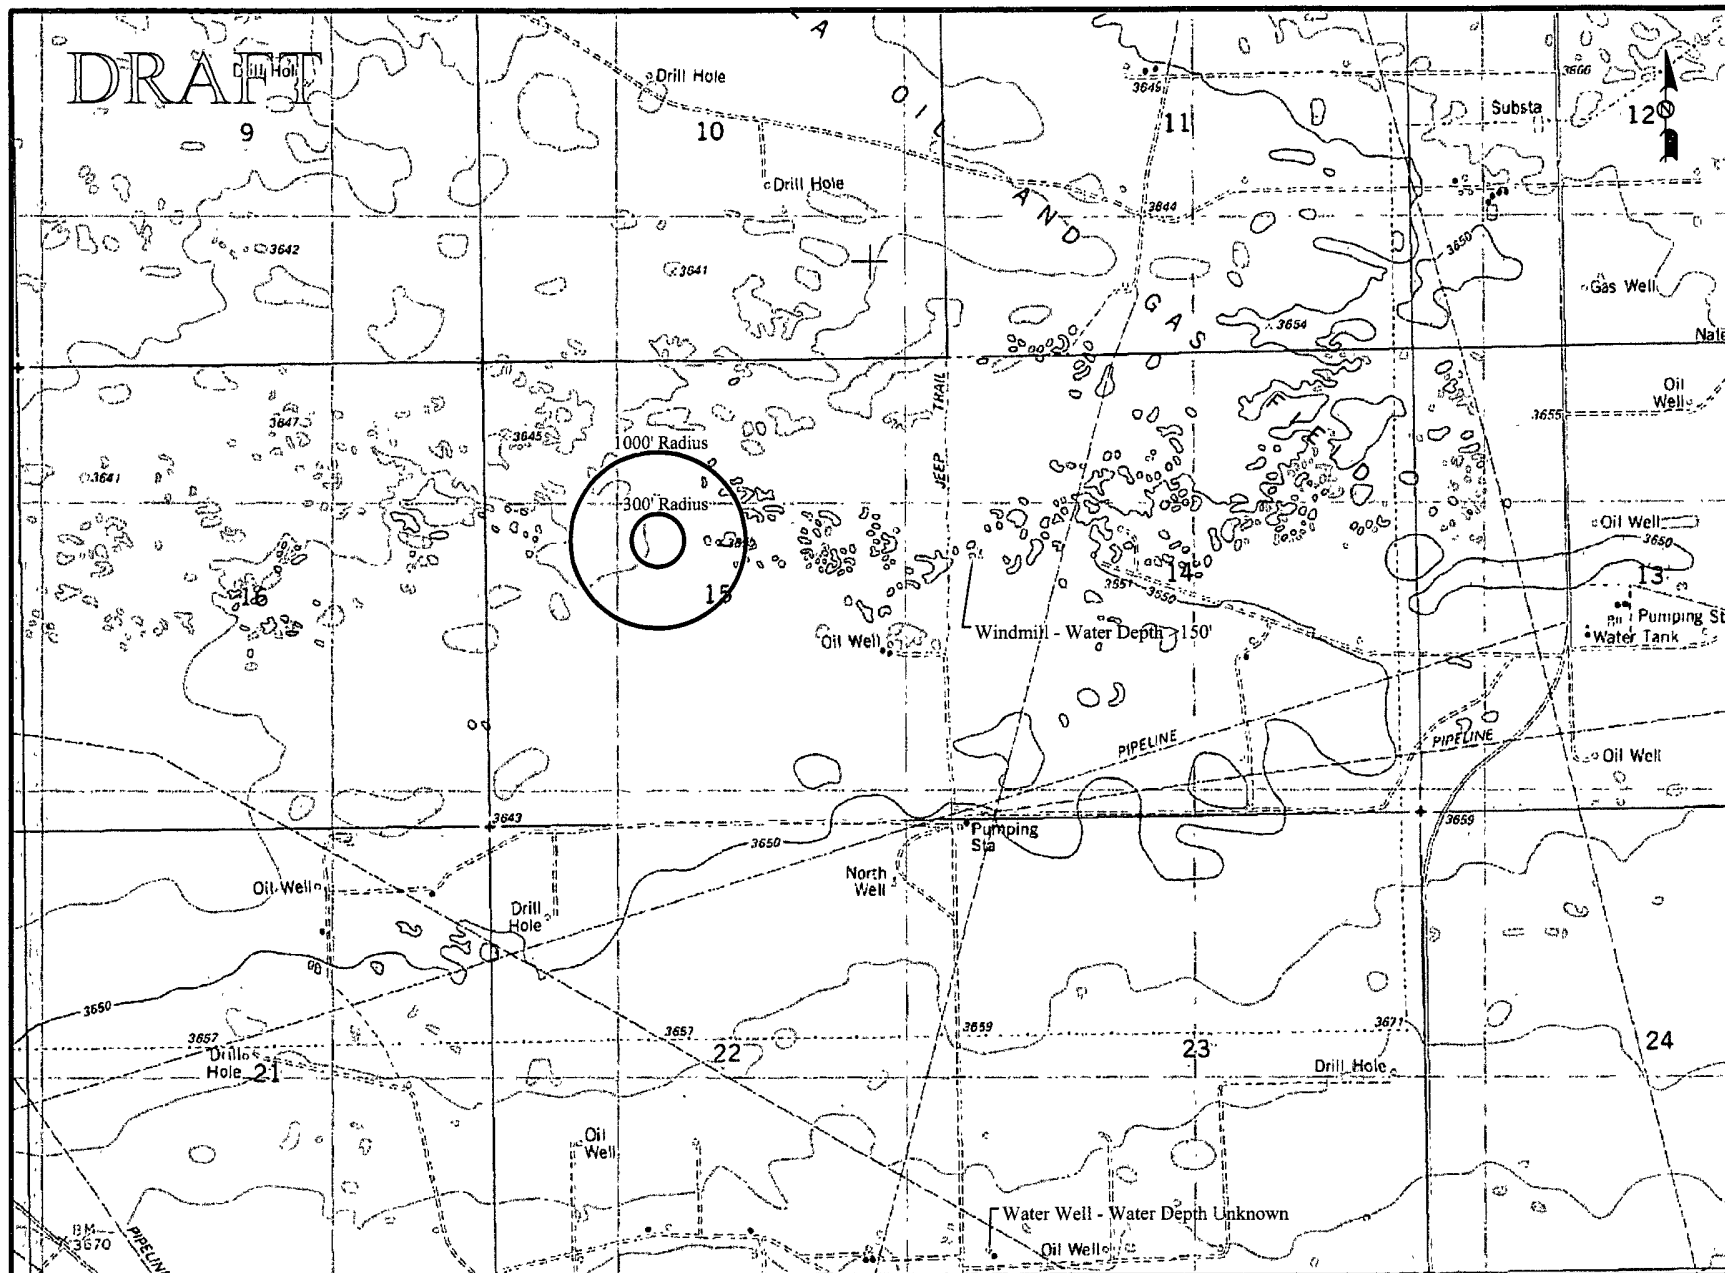 DRAFT
Drill Hol
Drill Hole
A
OIL
3649
3666
Substa
9
10
11
12
N
Drill Hole
3644
AND
3642
3641
3650
Gas Well
GAS
3654
Nale
TRAIL
Oil
Well
3655
3647
3645
1000' Radius
JEEP
3641
300' Radius
Oil Well
3650
16
15
14
13
3651
3650
Pumping St
Water Tank
Oil Well
Windmill - Water Depth ~150'
PIPELINE
PIPELINE
Oil Well
3643
3650
Pumping
Sta
3659
Oil Well
North
Well
Drill
Hole
3650
3657
3657
3659
3671
Drill
Hole
21
22
23
24
Drill Hole
Oil
Well
Water Well - Water Depth Unknown
BM
3670
PIPELINE
Oil Well